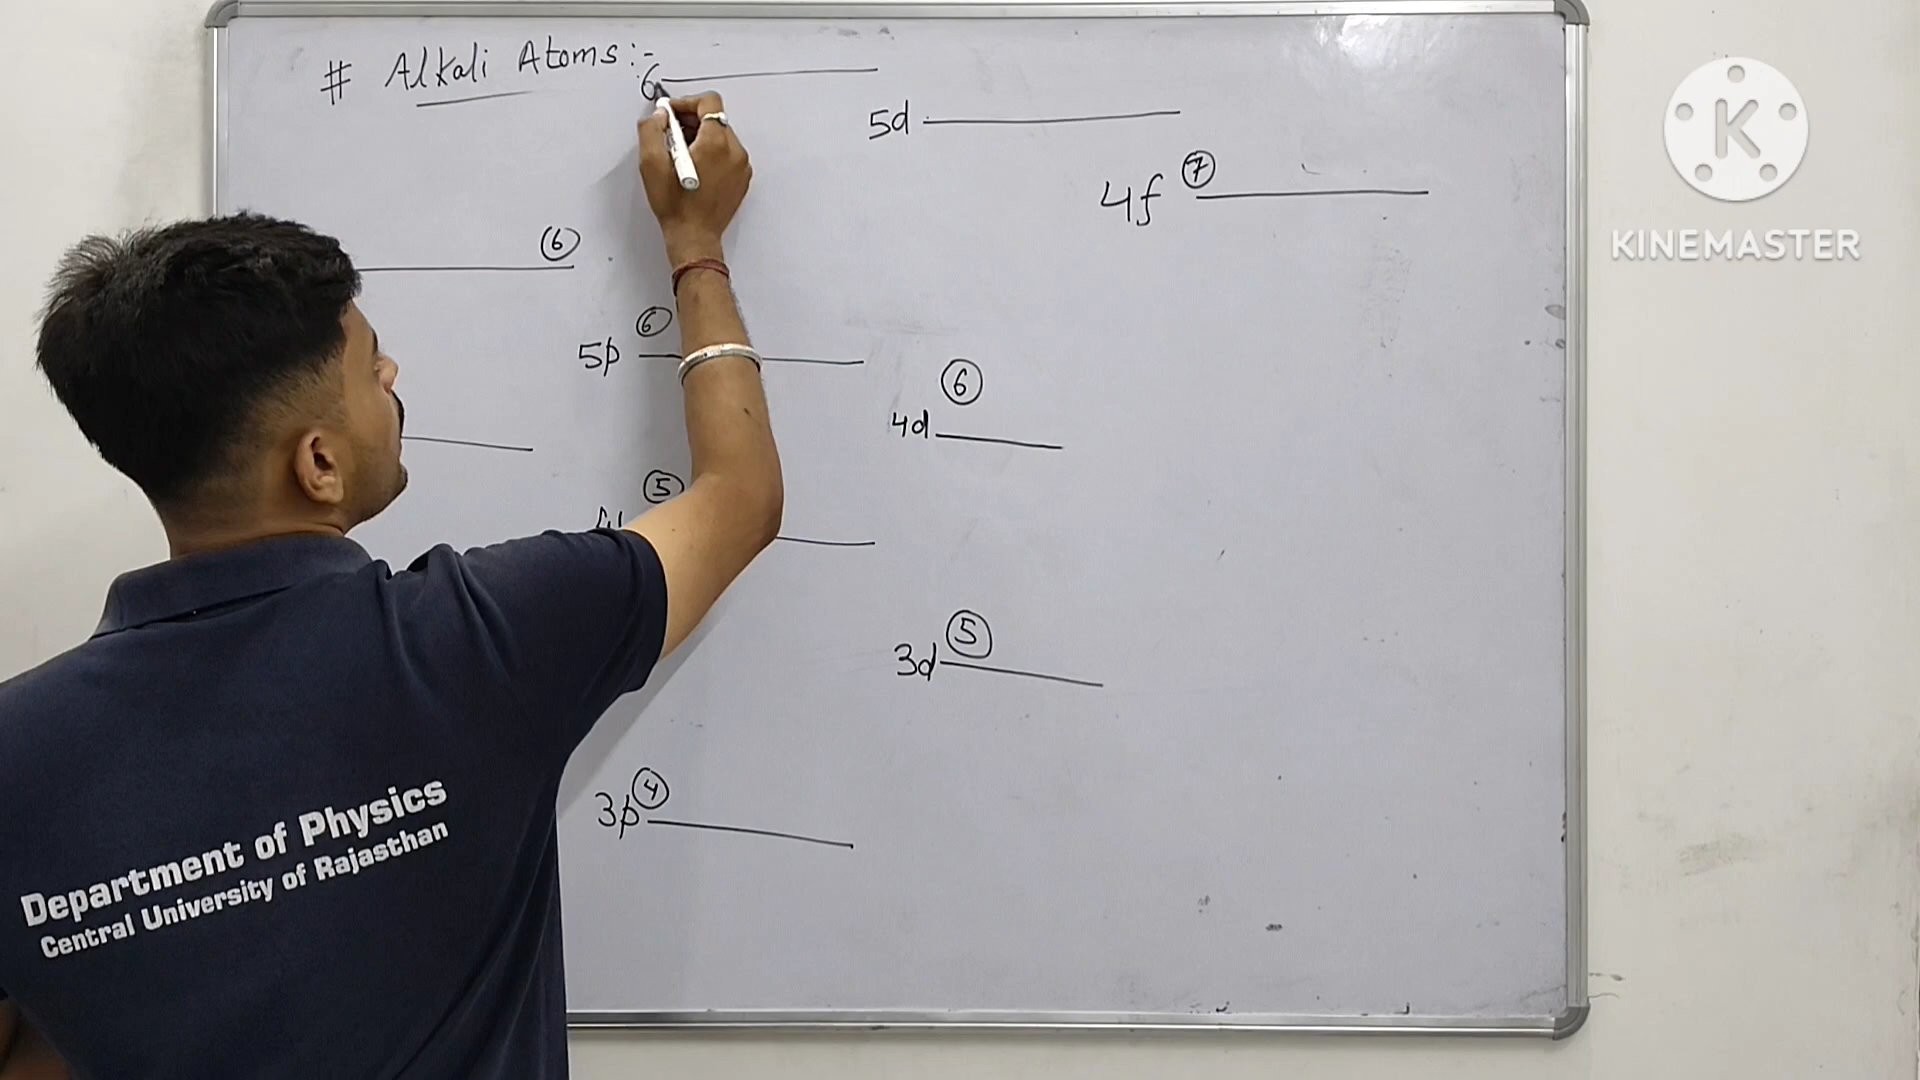 # Alkali Atoms :-
6
5d
4f 7
6
5p 6
4d 6
5
3d 5
3p 4
Department of Physics
Central University of Rajasthan
K
KINEMASTER